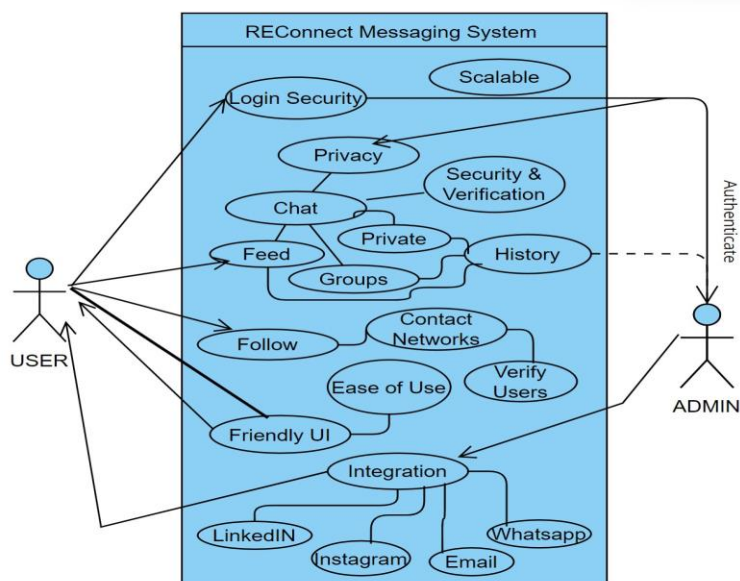 REConnect Messaging System
Scalable
Login Security
Privacy
Security &
Verification
Chat
Private
Feed
History
Groups
Authenticate
Contact
Networks
Follow
USER
Verify
Users
ADMIN
Ease of Use
Friendly UI
Integration
LinkedIN
Whatsapp
Instagram
Email